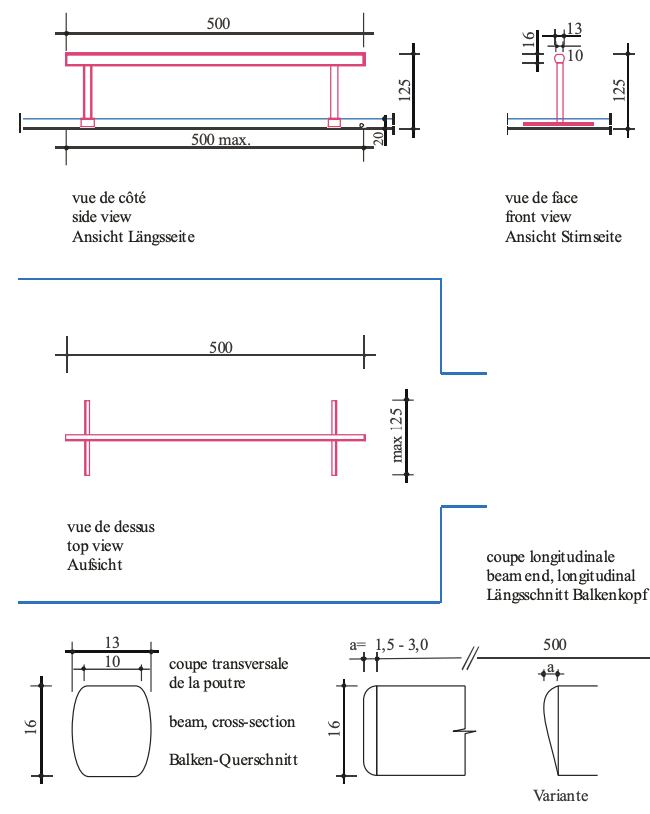 500
13
16
10
125
125
500 max.
20
vue de côté
side view
Ansicht Längsseite
vue de face
front view
Ansicht Stirnseite
500
max 125
vue de dessus
top view
Aufsicht
coupe longitudinale
beam end, longitudinal
Längsschnitt Balkenkopf
13
10
16
coupe transversale
de la poutre
beam, cross-section
Balken-Querschnitt
a= 1,5 - 3,0
500
a
16
Variante